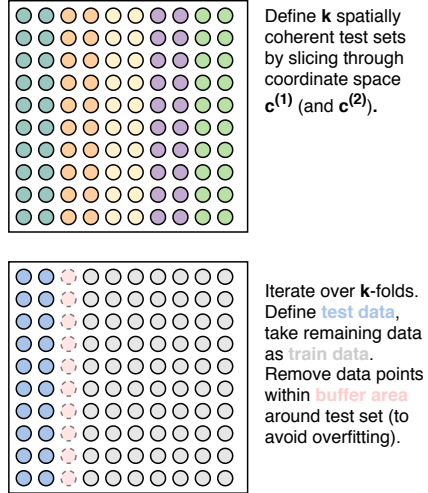 Define k spatially
coherent test sets
by slicing through
coordinate space
c(1) (and c(2)).
Iterate over k-folds.
Define test data,
take remaining data
as train data.
Remove data points
within buffer area
around test set (to
avoid overfitting).